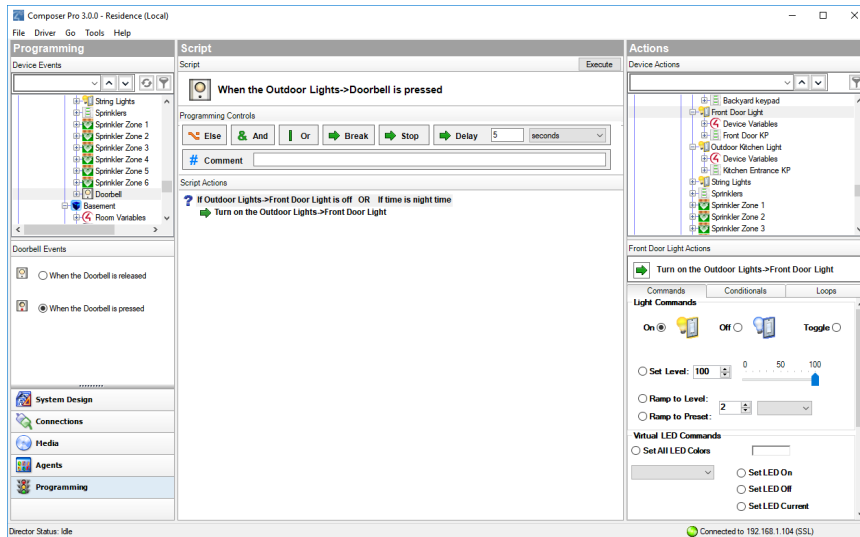 Composer Pro 3.0.0 - Residence (Local)
File Driver Go Tools Help
Programming
Device Events
String Lights
Sprinklers
Sprinkler Zone 1
Sprinkler Zone 2
Sprinkler Zone 3
Sprinkler Zone 4
Sprinkler Zone 5
Sprinkler Zone 6
Doorbell
Basement
Room Variables
Doorbell Events
When the Doorbell is released
When the Doorbell is pressed
System Design
Connections
Media
Agents
Programming
Script
Script Execute
When the Outdoor Lights->Doorbell is pressed
Programming Controls
Else & And Or Break Stop Delay 5 seconds
# Comment
Script Actions
? If Outdoor Lights->Front Door Light is off OR If time is night time
Turn on the Outdoor Lights->Front Door Light
Actions
Device Actions
Backyard keypad
Front Door Light
Device Variables
Front Door KP
Outdoor Kitchen Light
Device Variables
Kitchen Entrance KP
String Lights
Sprinklers
Sprinkler Zone 1
Sprinkler Zone 2
Sprinkler Zone 3
Front Door Light Actions
Turn on the Outdoor Lights->Front Door Light
Commands Conditionals Loops
Light Commands
On Off Toggle
Set Level: 100 0 50 100
Ramp to Level: 2
Ramp to Preset:
Virtual LED Commands
Set All LED Colors
Set LED On
Set LED Off
Set LED Current
Director Status: Idle Connected to 192.168.1.104 (SSL)